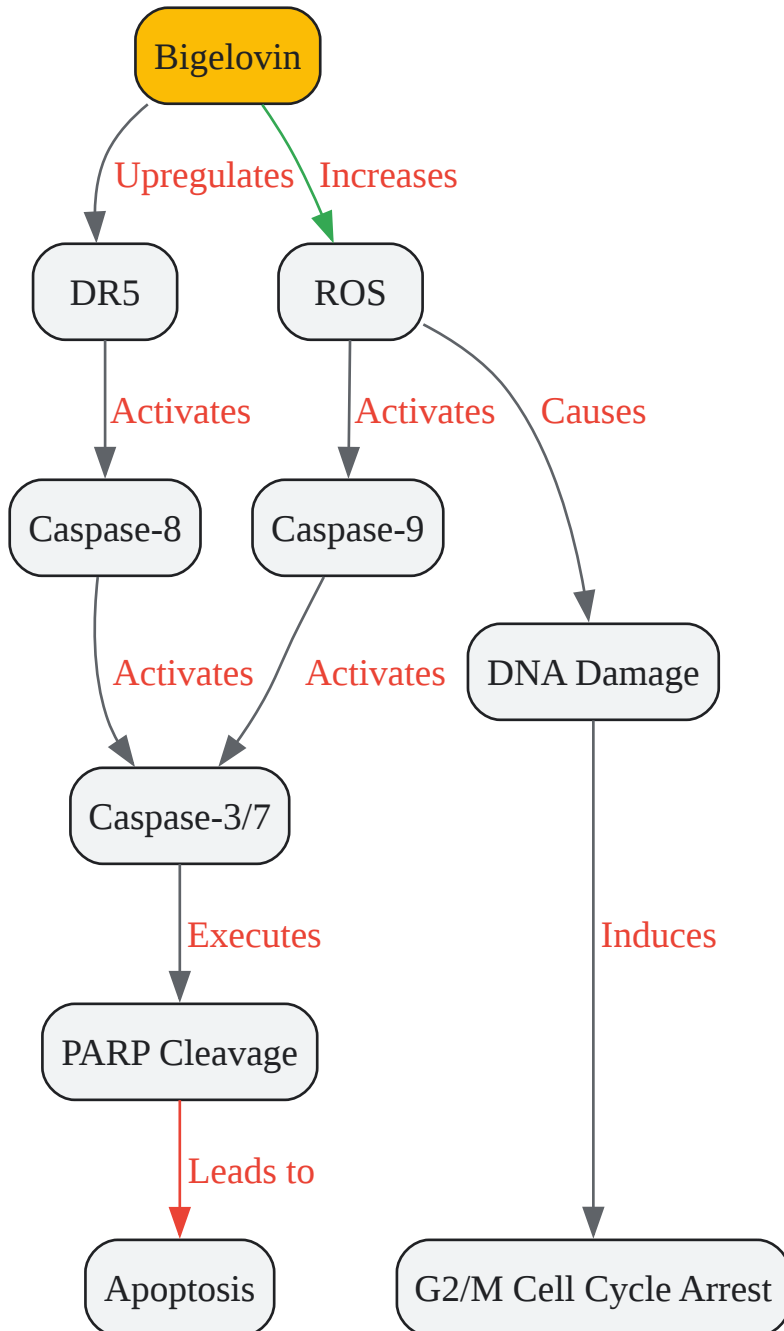 Bigelovin
Upregulates
Increases
DR5
ROS
Activates
Activates
Causes
Caspase-8
Caspase-9
Activates
Activates
DNA Damage
Caspase-3/7
Executes
Induces
PARP Cleavage
Leads to
Apoptosis
G2/M Cell Cycle Arrest